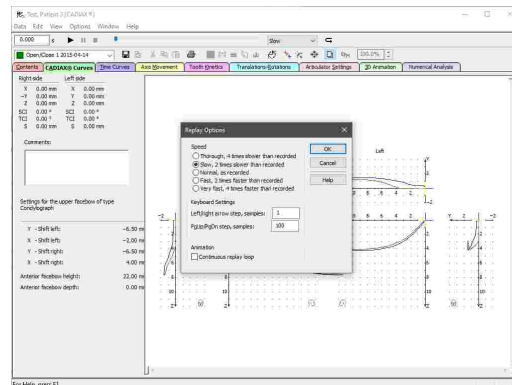 Test, Patient 3 [CADIAX ®]
Data Edit View Options Window Help
0.000 s Slow
Open/Close 1 2015-04-14 100.0%
Contents CADIAX® Curves Time Curves Axis Movement Tooth Kinetics Translations-Rotations Articulator Settings 3D Animation Numerical Analysis
Right side Left side
X 0.00 mm X 0.00 mm
-Y 0.00 mm Y 0.00 mm
Z 0.00 mm Z 0.00 mm
SCI 0.00 ° SCI 0.00 °
TCI 0.00 ° TCI 0.00 °
S 0.00 mm S 0.00 mm
Comments:
Settings for the upper facebow of type
Condylograph
Y - Shift left: -6.50 mm
X - Shift left: -2.00 mm
Y - Shift right: -6.50 mm
X - Shift right: 4.00 mm
Anterior facebow height: 22.00 mm
Anterior facebow depth: 0.00 mm
Left
Replay Options
Speed
Thorough, 4 times slower than recorded
Slow, 2 times slower than recorded
Normal, as recorded
Fast, 2 times faster than recorded
Very fast, 4 times faster than recorded
OK
Cancel
Help
Keyboard Settings
Left/right arrow step, samples: 1
PgUp/PgDn step, samples: 100
Animation
Continuous replay loop
For Help, press F1